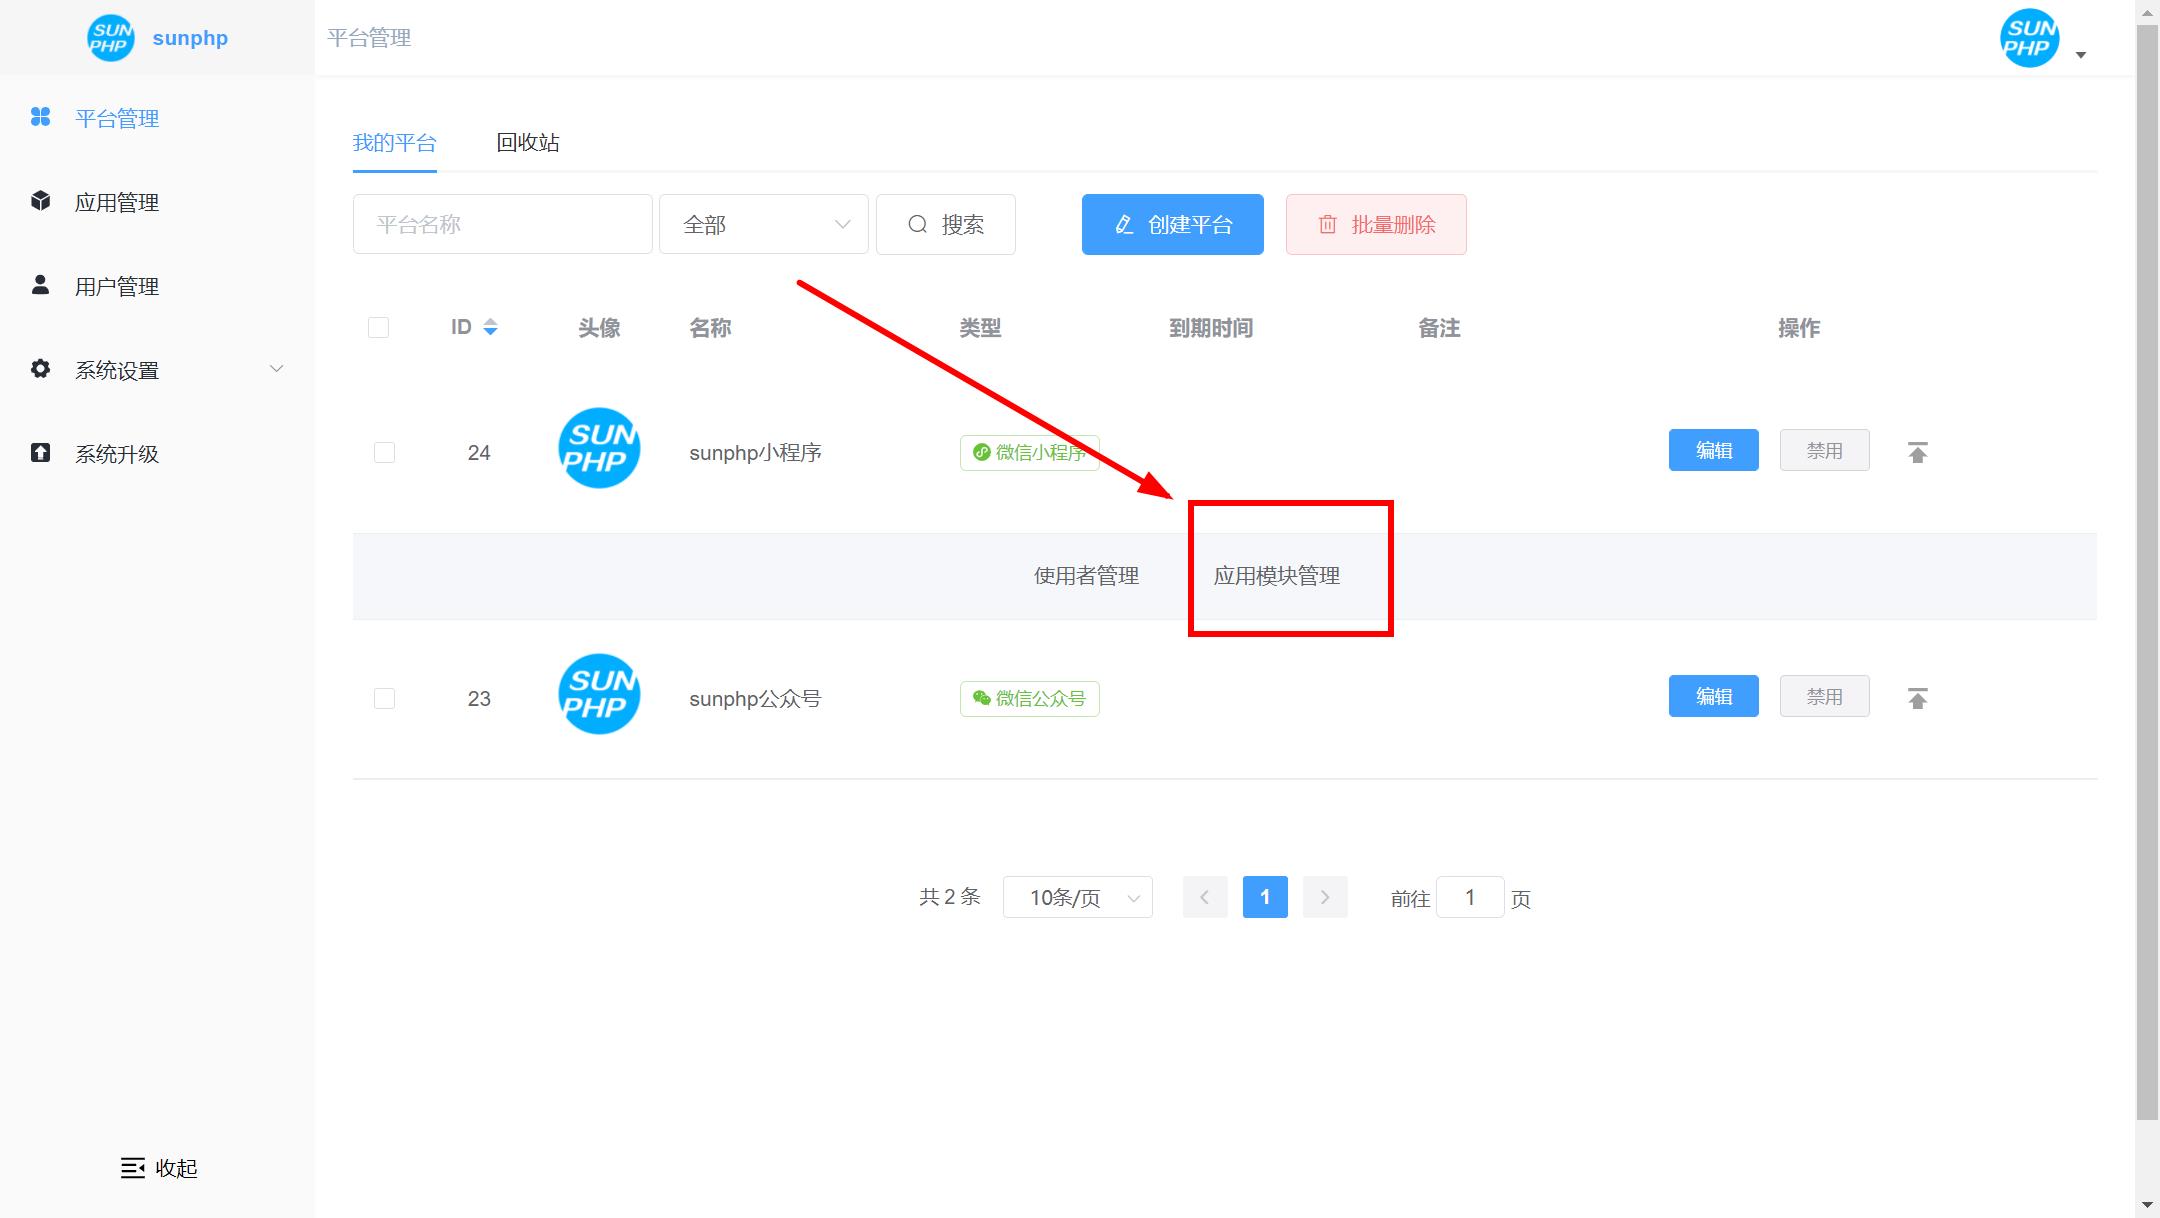 SUN PHP sunphp
平台管理
平台管理
应用管理
用户管理
系统设置
系统升级
收起
SUN PHP
我的平台 回收站
平台名称 全部 搜索 创建平台 批量删除
ID 头像 名称 类型 到期时间 备注 操作
24 SUN PHP sunphp小程序 微信小程序 编辑 禁用
使用者管理 应用模块管理
23 SUN PHP sunphp公众号 微信公众号 编辑 禁用
共 2 条 10条/页 1 前往 1 页